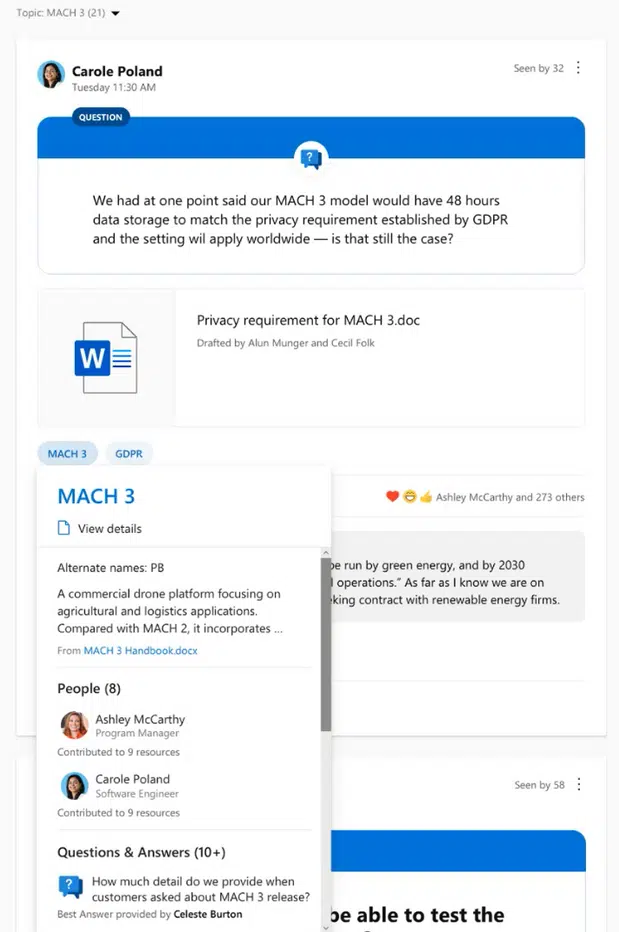 Topic: MACH 3 (21)
Carole Poland
Tuesday 11:30 AM
Seen by 32
QUESTION
We had at one point said our MACH 3 model would have 48 hours
data storage to match the privacy requirement established by GDPR
and the setting wil apply worldwide — is that still the case?
W
Privacy requirement for MACH 3.doc
Drafted by Alun Munger and Cecil Folk
MACH 3
GDPR
Ashley McCarthy and 273 others
be run by green energy, and by 2030
operations.” As far as I know we are on
king contract with renewable energy firms.
MACH 3
View details
Alternate names: PB
A commercial drone platform focusing on
agricultural and logistics applications.
Compared with MACH 2, it incorporates ...
From MACH 3 Handbook.docx
People (8)
Ashley McCarthy
Program Manager
Contributed to 9 resources
Carole Poland
Software Engineer
Contributed to 9 resources
Questions & Answers (10+)
How much detail do we provide when
customers asked about MACH 3 release?
Best Answer provided by Celeste Burton
Seen by 58
be able to test the